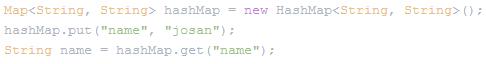 Map<String, String> hashMap = new HashMap<String, String>();
hashMap.put("name", "josan");
String name = hashMap.get("name");